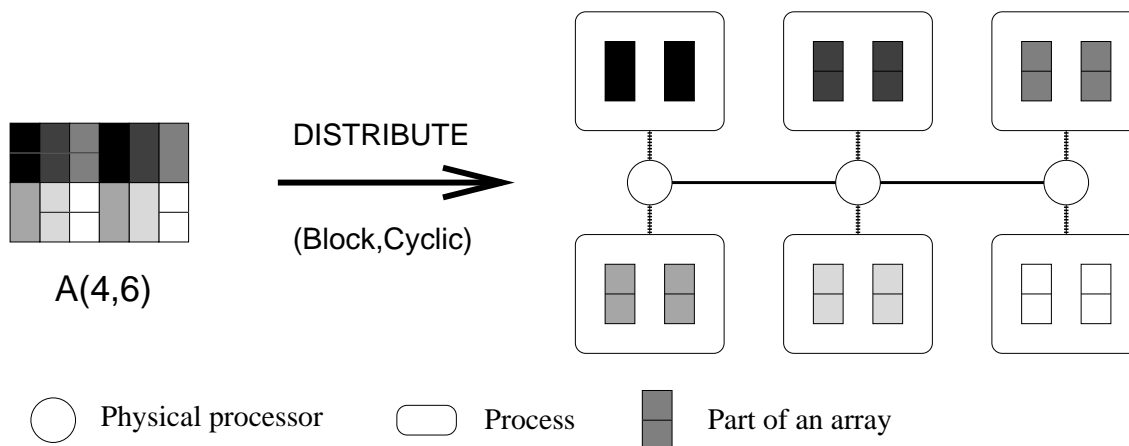 DISTRIBUTE
(Block,Cyclic)
A(4,6)
Physical processor
Process
Part of an array